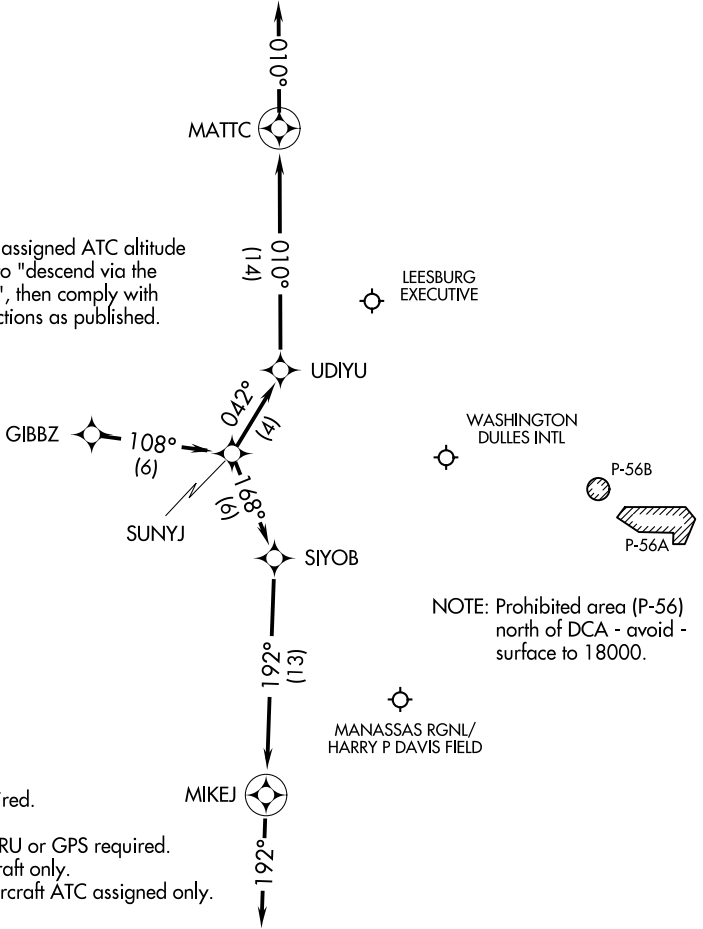 010°
MATTC
010°
(14)
assigned ATC altitude
to "descend via the
", then comply with
ctions as published.
LEESBURG
EXECUTIVE
UDIYU
042°
(4)
GIBBZ
108°
(6)
WASHINGTON
DULLES INTL
P-56B
168°
(6)
SUNYJ
P-56A
SIYOB
NOTE: Prohibited area (P-56)
north of DCA - avoid -
surface to 18000.
192°
(13)
MANASSAS RGNL/
HARRY P DAVIS FIELD
MIKEJ
ired.
RU or GPS required.
raft only.
ircraft ATC assigned only.
192°